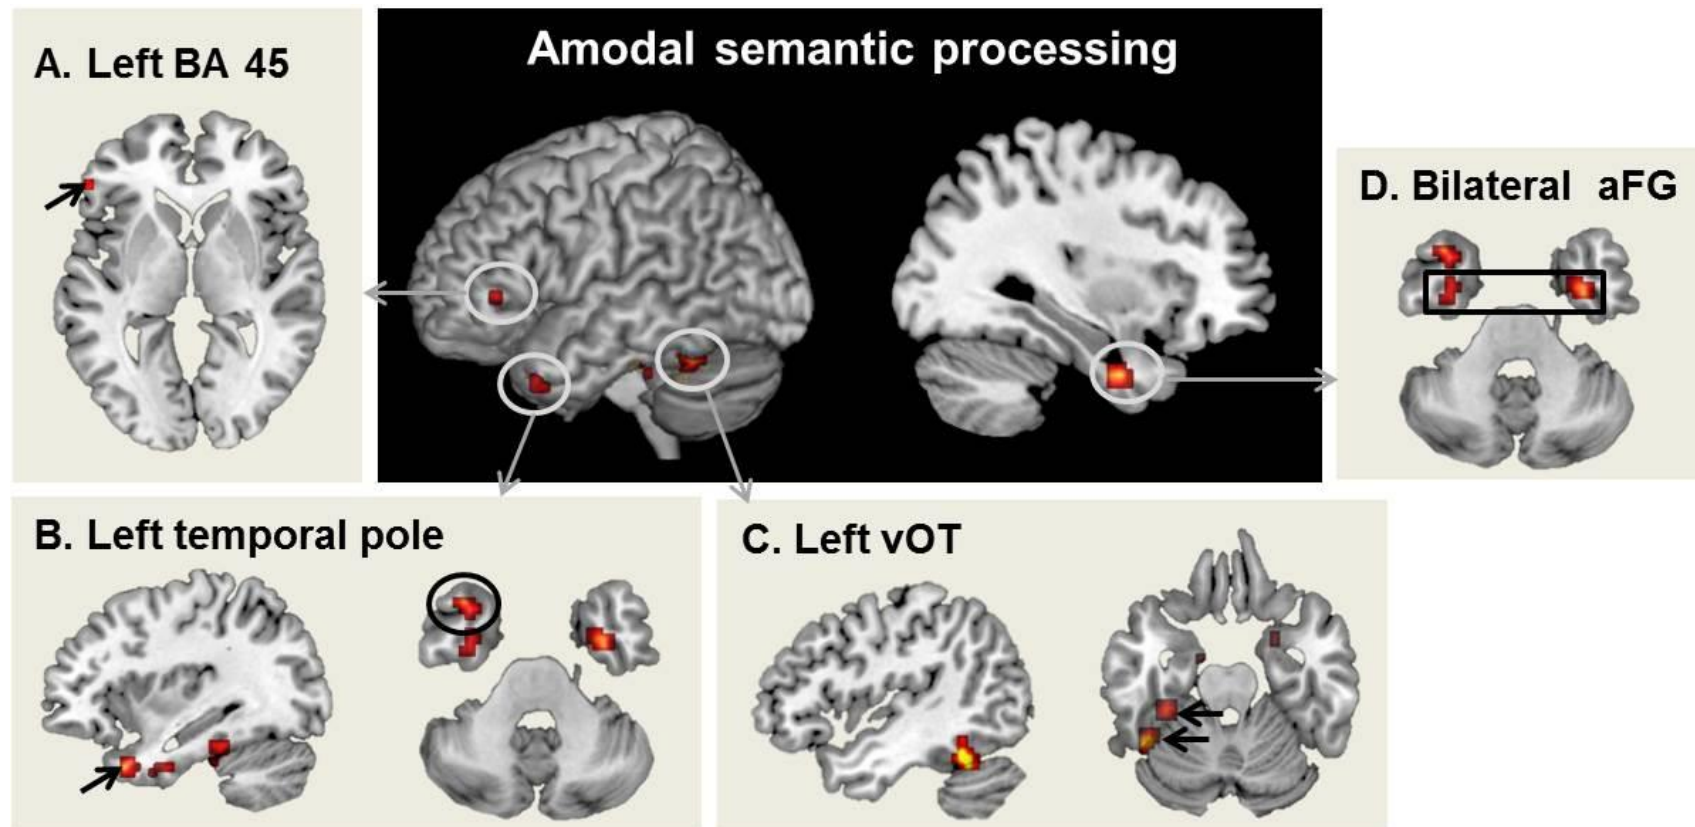 A. Left BA 45
Amodal semantic processing
D. Bilateral aFG
B. Left temporal pole
C. Left vOT